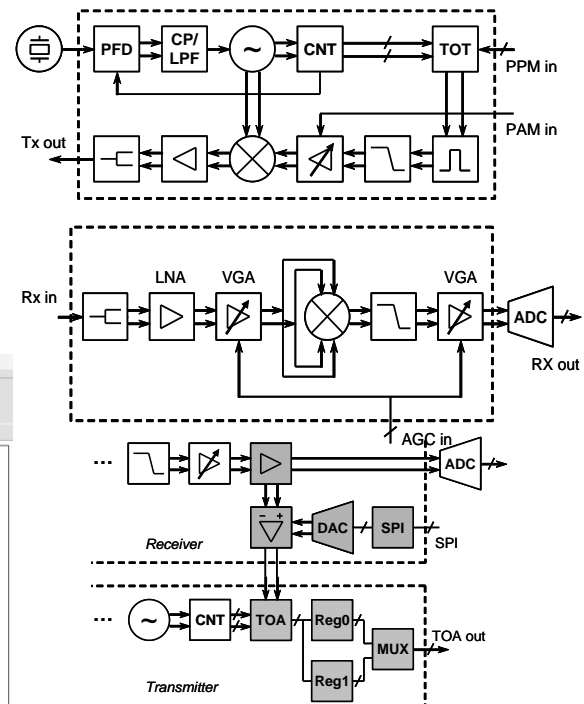 PFD
CP/
LPF
~
CNT
TOT
PPM in
PAM in
Tx out
LNA
VGA
VGA
Rx in
ADC
RX out
AGC in
...
ADC
- +
DAC
SPI
SPI
Receiver
...
~
CNT
TOA
Reg0
MUX
TOA out
Reg1
Transmitter